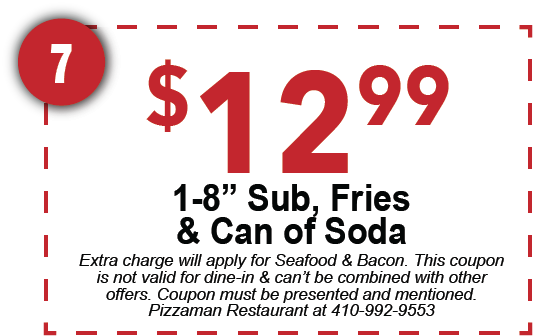 7
$12.99
1-8” Sub, Fries
& Can of Soda
Extra charge will apply for Seafood & Bacon. This coupon
is not valid for dine-in & can’t be combined with other
offers. Coupon must be presented and mentioned.
Pizzaman Restaurant at 410-992-9553